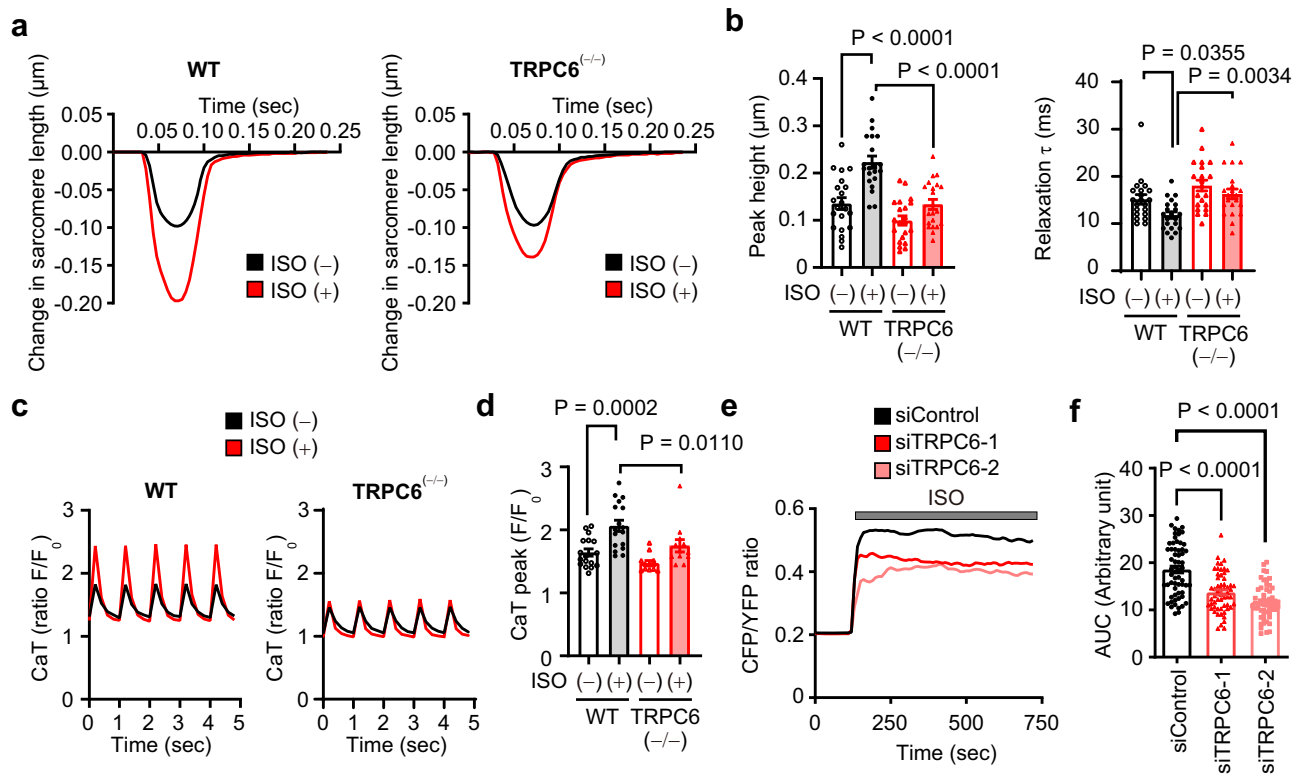 a
WT
Time (sec)
0.05 0.10 0.20 0.25
0.05
0.00
-0.05
-0.10
-0.15
-0.20
Change in sarcomere length (μm)
ISO (−)
ISO (+)
TRPC6(−/−)
Time (sec)
0.05 0.10 0.20 0.25
0.05
0.00
-0.05
-0.10
-0.15
-0.20
Change in sarcomere length (μm)
ISO (−)
ISO (+)
b
P < 0.0001
P < 0.0001
0.4
0.3
0.2
0.1
0
Peak height (μm)
ISO (−) (+) (−) (+)
WT TRPC6
(−/−)
P = 0.0355
P = 0.0034
40
30
20
10
0
Relaxation τ (ms)
ISO (−) (+) (−) (+)
WT TRPC6
(−/−)
c
ISO (−)
ISO (+)
WT
3
2
1
0
CaT (ratio F/F0)
0 1 2 3 4 5
Time (sec)
TRPC6(−/−)
3
2
1
0
CaT (ratio F/F0)
0 1 2 3 4 5
Time (sec)
d
P = 0.0002
P = 0.0110
3
2
1
0
CaT peak (F/F0)
ISO (−) (+) (−) (+)
WT TRPC6
(−/−)
e
siControl
siTRPC6-1
siTRPC6-2
ISO
0.6
0.4
0.2
0
CFP/YFP ratio
0 250 500 750
Time (sec)
f
P < 0.0001
P < 0.0001
40
30
20
10
0
AUC (Arbitrary unit)
siControl
siTRPC6-1
siTRPC6-2